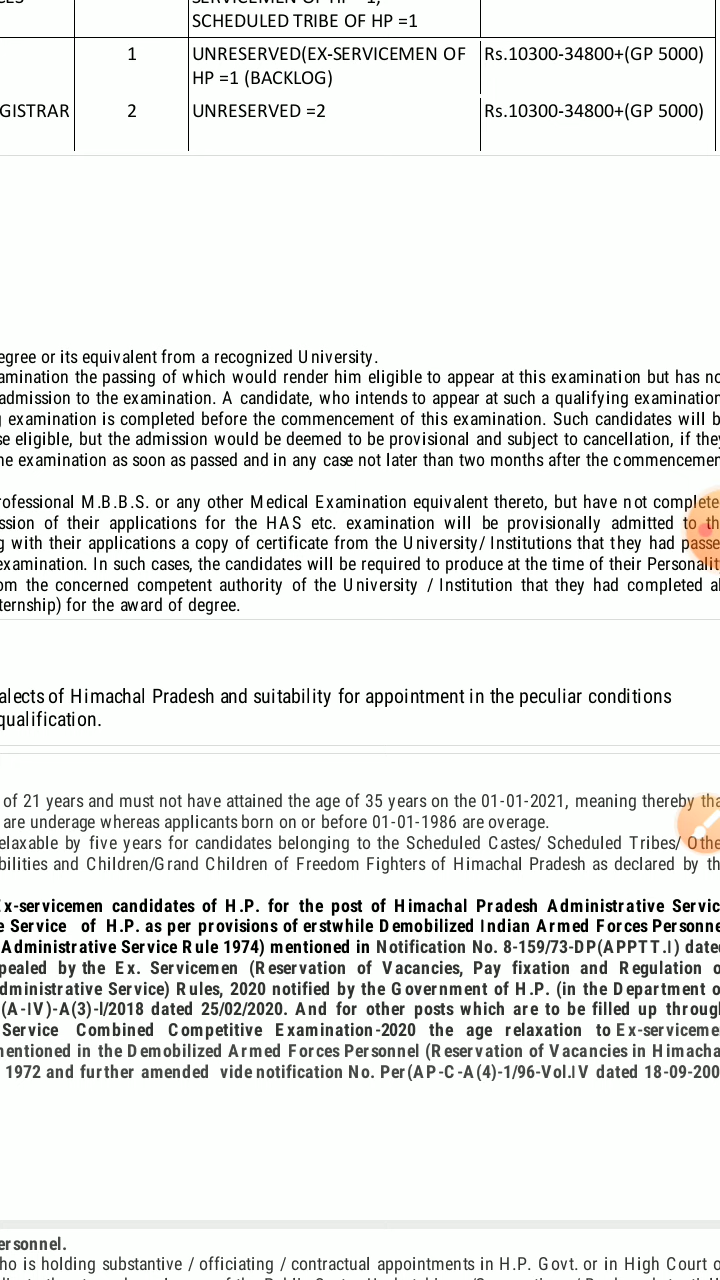 SCHEDULED TRIBE OF HP =1
1 UNRESERVED(EX-SERVICEMEN OF Rs.10300-34800+(GP 5000)
HP =1 (BACKLOG)
GISTRAR 2 UNRESERVED =2 Rs.10300-34800+(GP 5000)
egree or its equivalent from a recognized University.
amination the passing of which would render him eligible to appear at this examination but has no
admission to the examination. A candidate, who intends to appear at such a qualifying examination
g examination is completed before the commencement of this examination. Such candidates will b
se eligible, but the admission would be deemed to be provisional and subject to cancellation, if they
he examination as soon as passed and in any case not later than two months after the commencemen
rofessional M.B.B.S. or any other Medical Examination equivalent thereto, but have not complete
ssion of their applications for the HAS etc. examination will be provisionally admitted to th
g with their applications a copy of certificate from the University/ Institutions that they had passe
examination. In such cases, the candidates will be required to produce at the time of their Personalit
om the concerned competent authority of the University / Institution that they had completed al
ternship) for the award of degree.
alects of Himachal Pradesh and suitability for appointment in the peculiar conditions
qualification.
of 21 years and must not have attained the age of 35 years on the 01-01-2021, meaning thereby tha
are underage whereas applicants born on or before 01-01-1986 are overage.
elaxable by five years for candidates belonging to the Scheduled Castes/ Scheduled Tribes/ Othe
bilities and Children/Grand Children of Freedom Fighters of Himachal Pradesh as declared by th
Ex-servicemen candidates of H.P. for the post of Himachal Pradesh Administrative Servic
e Service of H.P. as per provisions of erstwhile Demobilized Indian Armed Forces Personne
Administrative Service Rule 1974) mentioned in Notification No. 8-159/73-DP(APPTT.I) date
pealed by the Ex. Servicemen (Reservation of Vacancies, Pay fixation and Regulation o
dministrative Service) Rules, 2020 notified by the Government of H.P. (in the Department o
(A-IV)-A(3)-I/2018 dated 25/02/2020. And for other posts which are to be filled up throug
Service Combined Competitive Examination-2020 the age relaxation to Ex-serviceme
mentioned in the Demobilized Armed Forces Personnel (Reservation of Vacancies in Himacha
1972 and further amended vide notification No. Per(AP-C-A(4)-1/96-Vol.IV dated 18-09-200
ersonnel.
ho is holding substantive / officiating / contractual appointments in H.P. Govt. or in High Court o